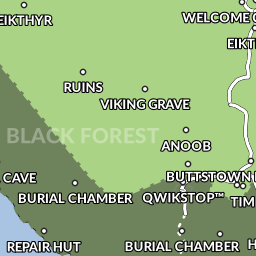 WELCOME
EIKTHYR
EIKT
RUINS
VIKING GRAVE
BLACK FOREST
ANOOB
CAVE
BUTTSTOWN
BURIAL CHAMBER
QWIKSTOP™
TIM
REPAIR HUT
BURIAL CHAMBER
H